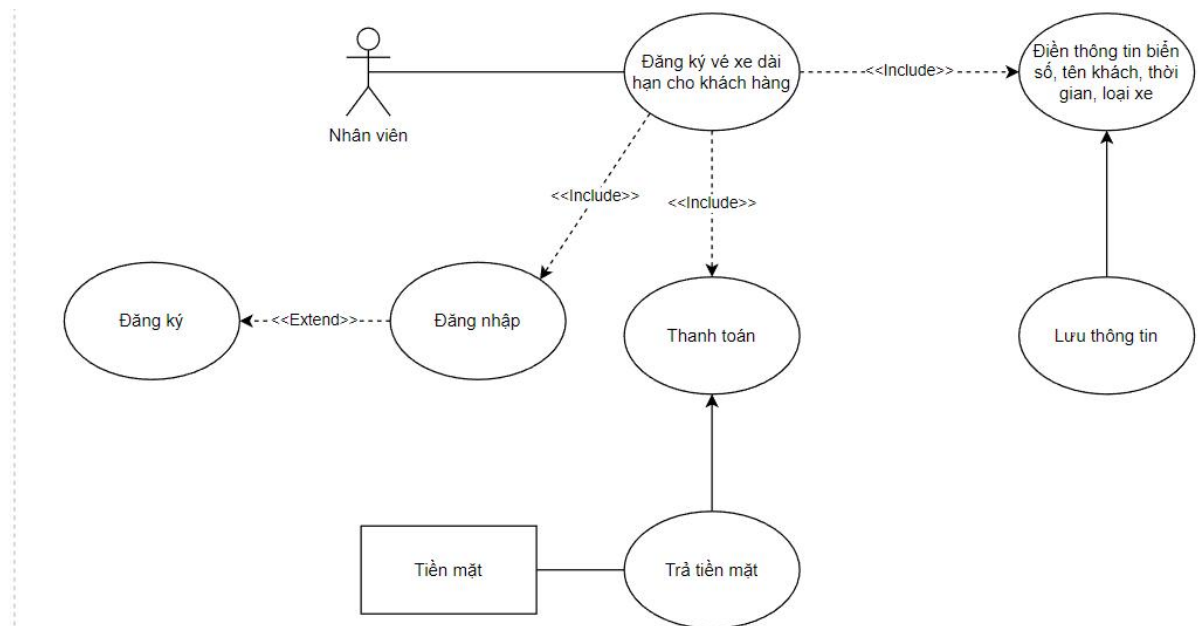 Đăng ký vé xe dài
hạn cho khách hàng
<<Include>>
Điền thông tin biển
số, tên khách, thời
gian, loại xe
Nhân viên
<<Include>>
<<Include>>
Đăng ký
<<Extend>>
Đăng nhập
Thanh toán
Lưu thông tin
Tiền mặt
Trả tiền mặt